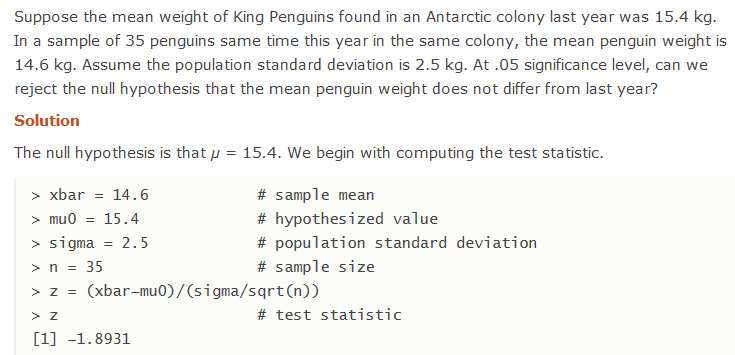 Suppose the mean weight of King Penguins found in an Antarctic colony last year was 15.4 kg.
In a sample of 35 penguins same time this year in the same colony, the mean penguin weight is
14.6 kg. Assume the population standard deviation is 2.5 kg. At .05 significance level, can we
reject the null hypothesis that the mean penguin weight does not differ from last year?
Solution
The null hypothesis is that μ = 15.4. We begin with computing the test statistic.
> xbar = 14.6 # sample mean
> mu0 = 15.4 # hypothesized value
> sigma = 2.5 # population standard deviation
> n = 35 # sample size
> z = (xbar−mu0)/(sigma/sqrt(n))
> z # test statistic
[1] −1.8931